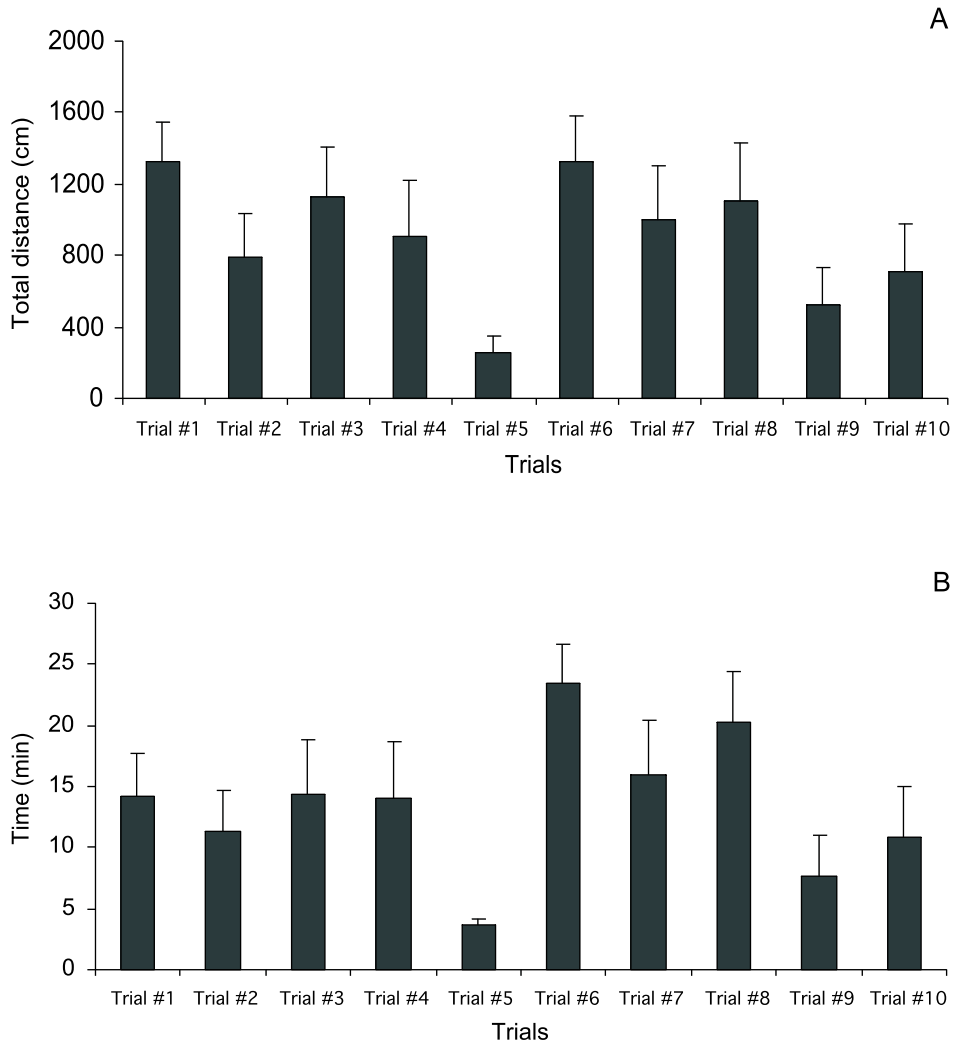 A
Total distance (cm)
2000
1600
1200
800
400
0
Trial #1 Trial #2 Trial #3 Trial #4 Trial #5 Trial #6 Trial #7 Trial #8 Trial #9 Trial #10
Trials
B
Time (min)
30
25
20
15
10
5
0
Trial #1 Trial #2 Trial #3 Trial #4 Trial #5 Trial #6 Trial #7 Trial #8 Trial #9 Trial #10
Trials